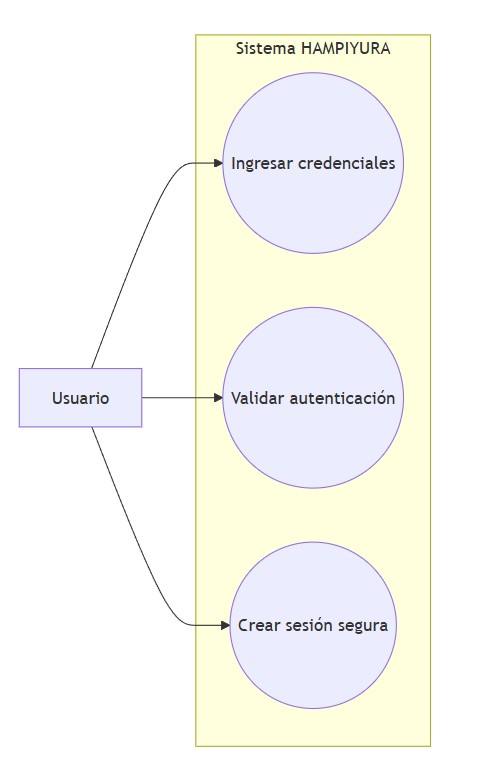 Sistema HAMPIYURA
Ingresar credenciales
Usuario
Validar autenticación
Crear sesión segura